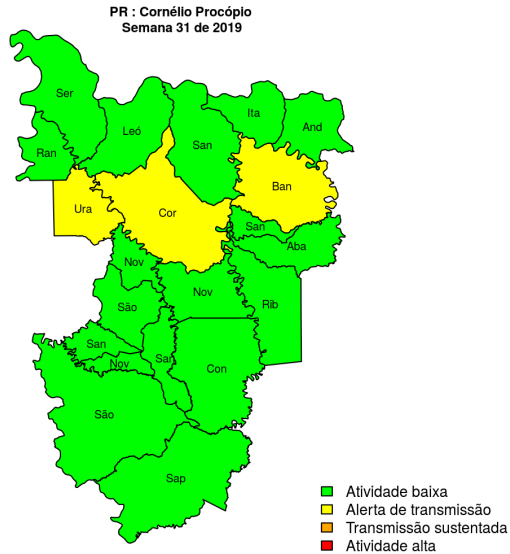 PR : Cornélio Procópio
Semana 31 de 2019
Ser
Leó
Ita
And
San
Ran
Ban
Ura
Cor
San
Aba
Nov
Nov
São
Rib
San
San
Nov
Con
São
Sap
Atividade baixa
Alerta de transmissão
Transmissão sustentada
Atividade alta